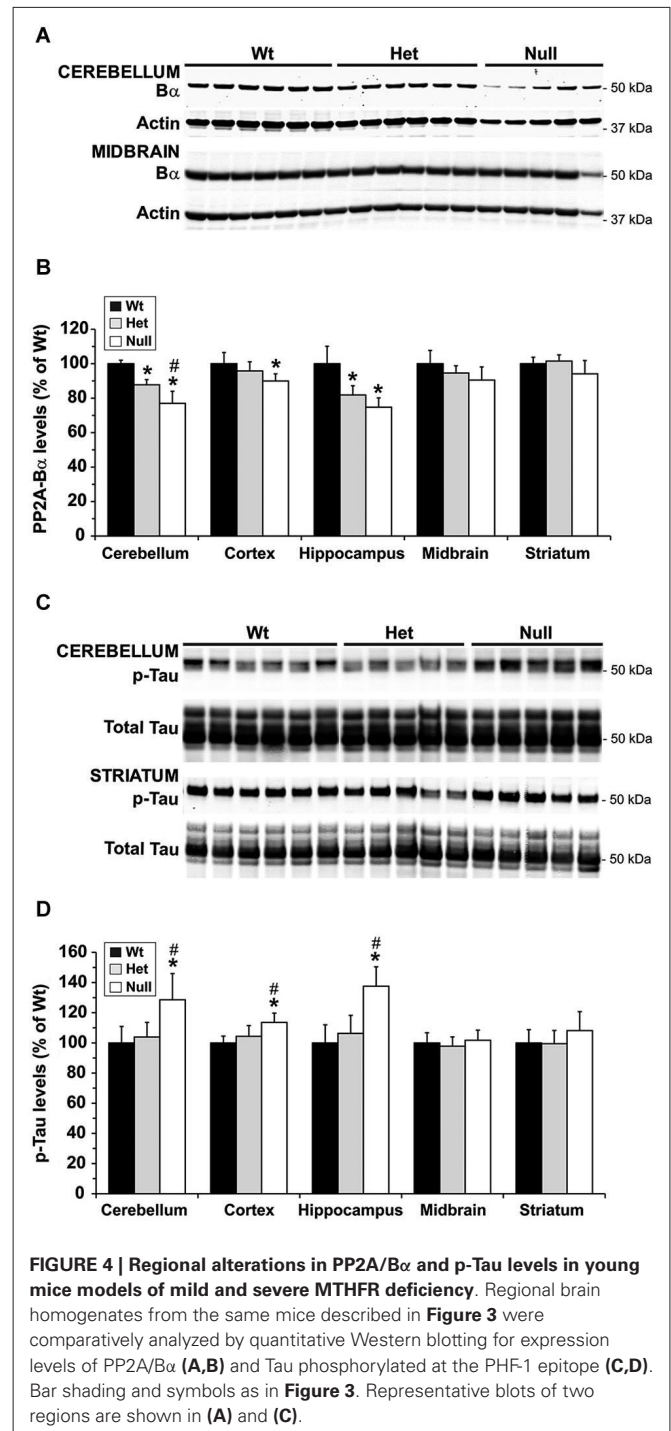 A
Wt Het Null
CEREBELLUM
Bα - 50 kDa
Actin - 37 kDa
MIDBRAIN
Bα - 50 kDa
Actin - 37 kDa
B
Wt
Het
Null
PP2A-Bα levels (% of Wt)
120
100
80
60
40
20
0
* # * * * *
Cerebellum Cortex Hippocampus Midbrain Striatum
C
Wt Het Null
CEREBELLUM
p-Tau - 50 kDa
Total Tau - 50 kDa
STRIATUM
p-Tau - 50 kDa
Total Tau - 50 kDa
D
Wt
Het
Null
p-Tau levels (% of Wt)
160
140
120
100
80
60
40
20
0
# * # * # *
Cerebellum Cortex Hippocampus Midbrain Striatum
FIGURE 4 | Regional alterations in PP2A/Bα and p-Tau levels in young
mice models of mild and severe MTHFR deficiency. Regional brain
homogenates from the same mice described in Figure 3 were
comparatively analyzed by quantitative Western blotting for expression
levels of PP2A/Bα (A,B) and Tau phosphorylated at the PHF-1 epitope (C,D).
Bar shading and symbols as in Figure 3. Representative blots of two
regions are shown in (A) and (C).